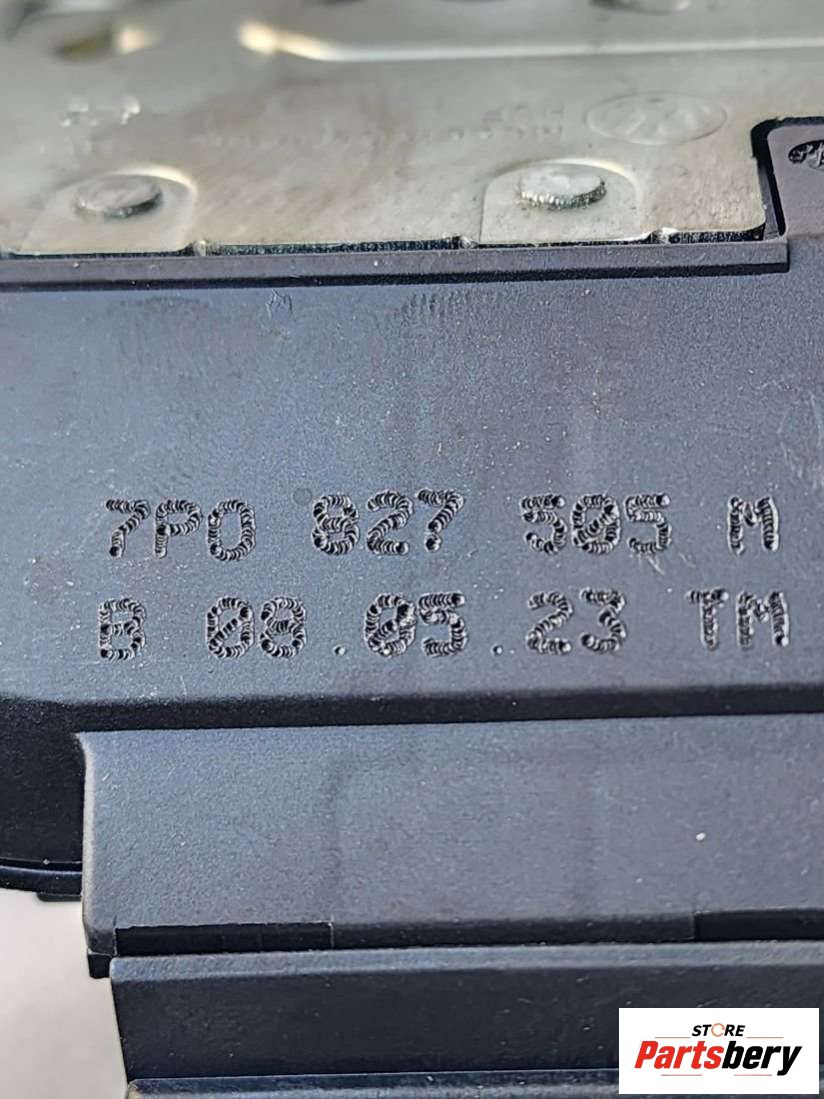 7P0 827 505 M
B 08.05.23 TM
STORE
Partsbery